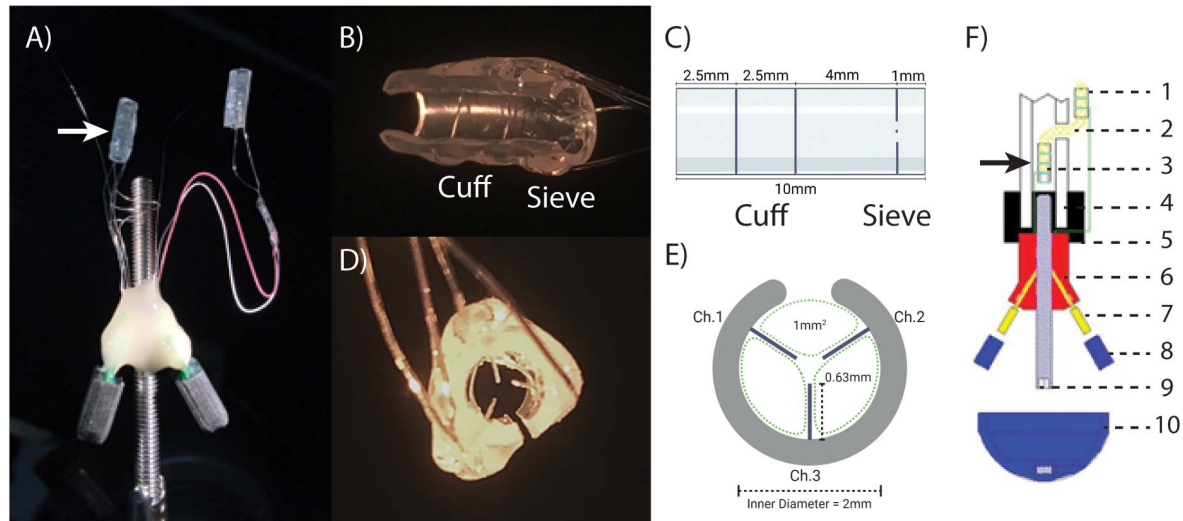 A)
B)
Cuff
Sieve
C)
2.5mm 2.5mm 4mm 1mm
10mm
Cuff Sieve
D)
E)
Ch.1
Ch.2
1mm²
0.63mm
Ch.3
Inner Diameter = 2mm
F)
1
2
3
4
5
6
7
8
9
10